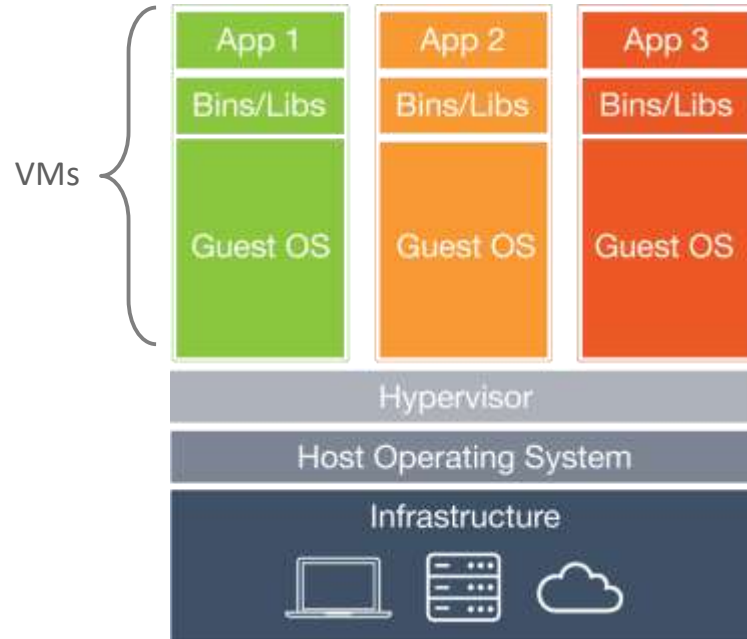 App 1
App 2
App 3
Bins/Libs
Bins/Libs
Bins/Libs
VMs
Guest OS
Guest OS
Guest OS
Hypervisor
Host Operating System
Infrastructure